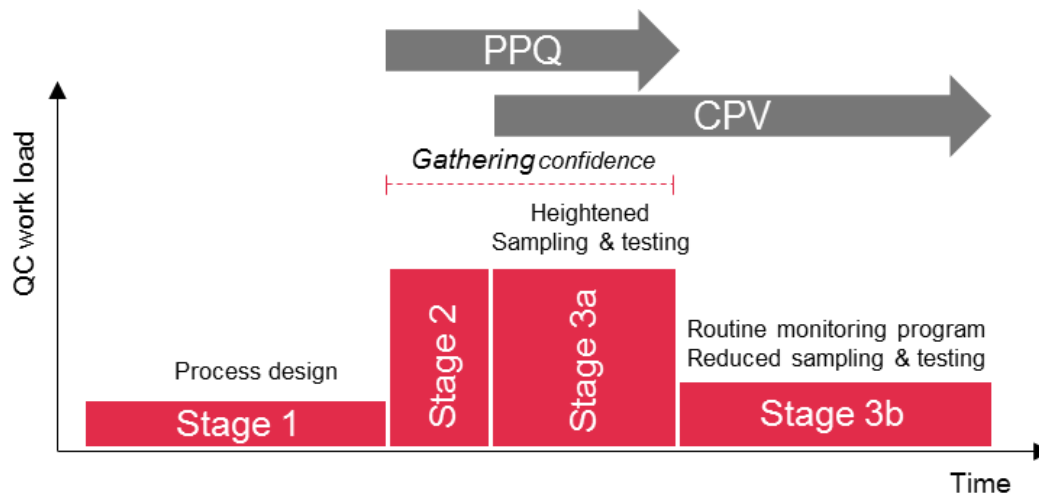 PPQ
CPV
Gathering confidence
Heightened
Sampling & testing
QC work load
Process design
Stage 1
Stage 2
Stage 3a
Routine monitoring program
Reduced sampling & testing
Stage 3b
Time